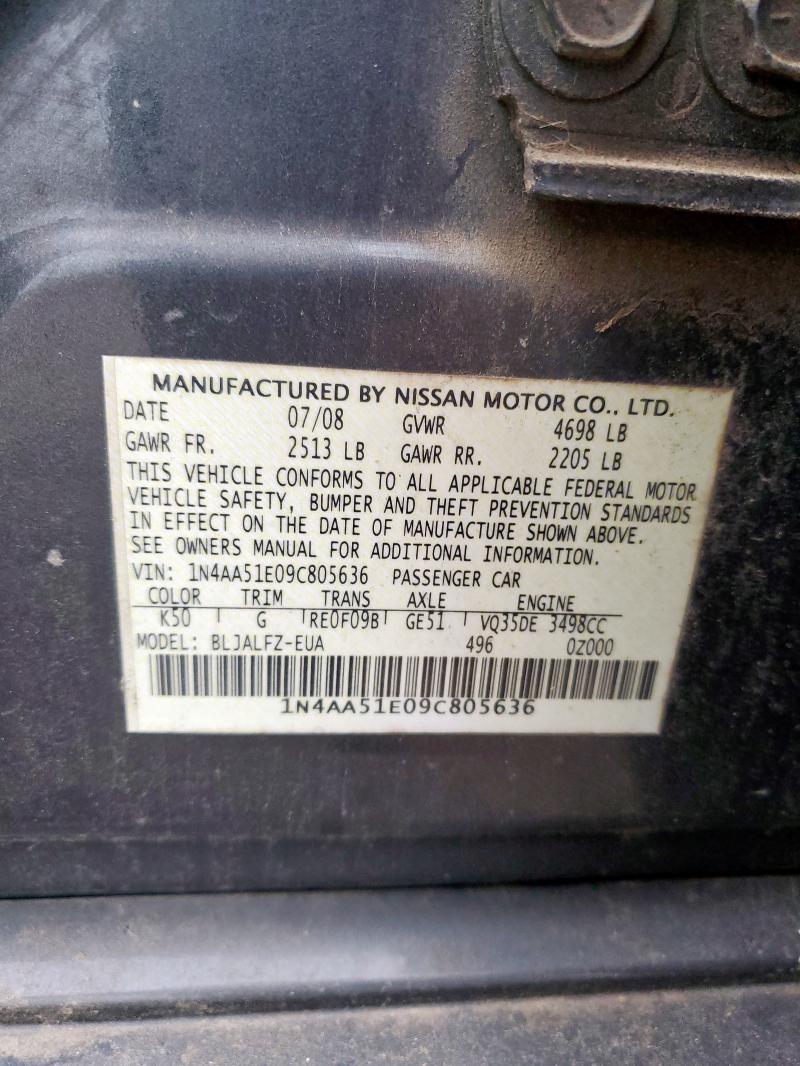 MANUFACTURED BY NISSAN MOTOR CO., LTD.
DATE 07/08 GVWR 4698 LB
GAWR FR. 2513 LB GAWR RR. 2205 LB
THIS VEHICLE CONFORMS TO ALL APPLICABLE FEDERAL MOTOR
VEHICLE SAFETY, BUMPER AND THEFT PREVENTION STANDARDS
IN EFFECT ON THE DATE OF MANUFACTURE SHOWN ABOVE.
SEE OWNERS MANUAL FOR ADDITIONAL INFORMATION.
VIN: 1N4AA51E09C805636 PASSENGER CAR
COLOR TRIM TRANS AXLE ENGINE
K50 G RE0F09B GE51 VQ35DE 3498CC
MODEL: BLJALFZ-EUA 496 0Z000
1N4AA51E09C805636